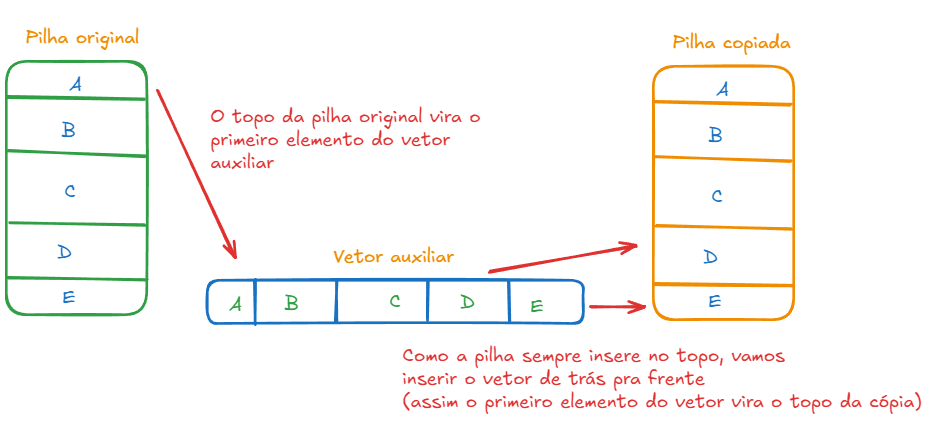 Pilha original
A
B
C
D
E
O topo da pilha original vira o
primeiro elemento do vetor
auxiliar
Vetor auxiliar
A B C D E
Pilha copiada
A
B
C
D
E
Como a pilha sempre insere no topo, vamos
inserir o vetor de trás pra frente
(assim o primeiro elemento do vetor vira o topo da cópia)